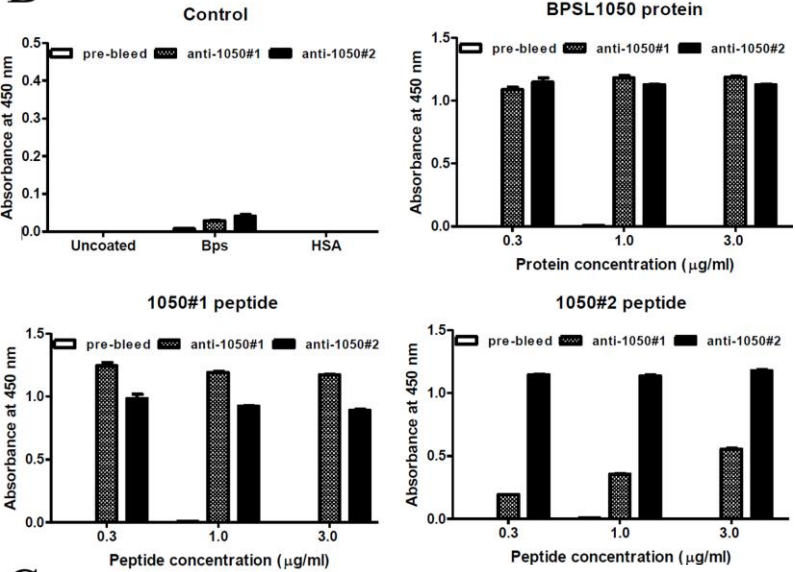 Control
pre-bleed anti-1050#1 anti-1050#2
Absorbance at 450 nm
0.5
0.4
0.3
0.2
0.1
0.0
Uncoated Bps HSA
BPSL1050 protein
pre-bleed anti-1050#1 anti-1050#2
Absorbance at 450 nm
1.5
1.0
0.5
0.0
0.3 1.0 3.0
Protein concentration (μg/ml)
1050#1 peptide
pre-bleed anti-1050#1 anti-1050#2
Absorbance at 450 nm
1.5
1.0
0.5
0.0
0.3 1.0 3.0
Peptide concentration (μg/ml)
1050#2 peptide
pre-bleed anti-1050#1 anti-1050#2
Absorbance at 450 nm
1.5
1.0
0.5
0.0
0.3 1.0 3.0
Peptide concentration (μg/ml)